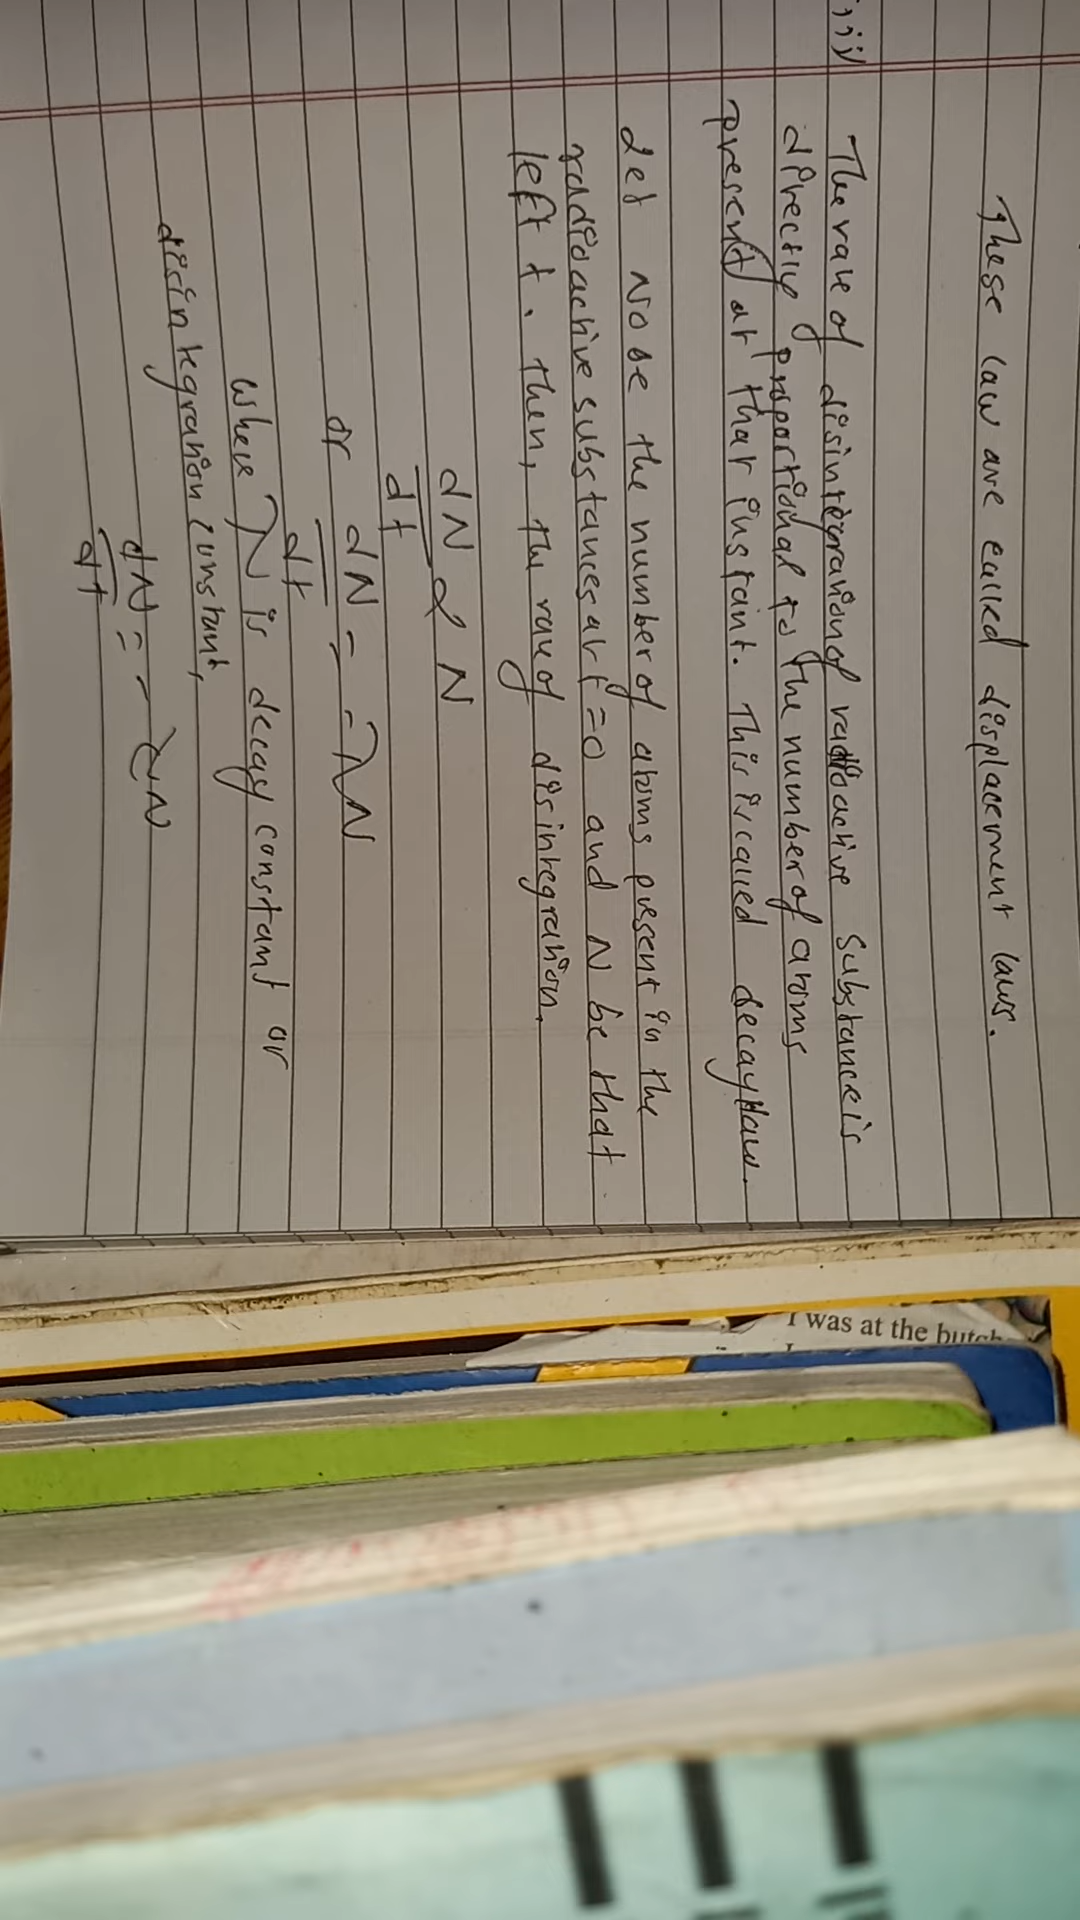 These law are called displacement laws.
iii)
The rate of disintegration of radioactive substance is
directly proportional to the number of atoms
present at that instant. This is called decay law.
Let No be the number of atoms present in the
radioactive substances at t=0 and N be that
left t. Then, the rate of disintegration.
dN/dt ∝ N
or dN/dt = -λN
where λ is decay constant or
disintegration constant,
dN/dt = -λN
I was at the butch